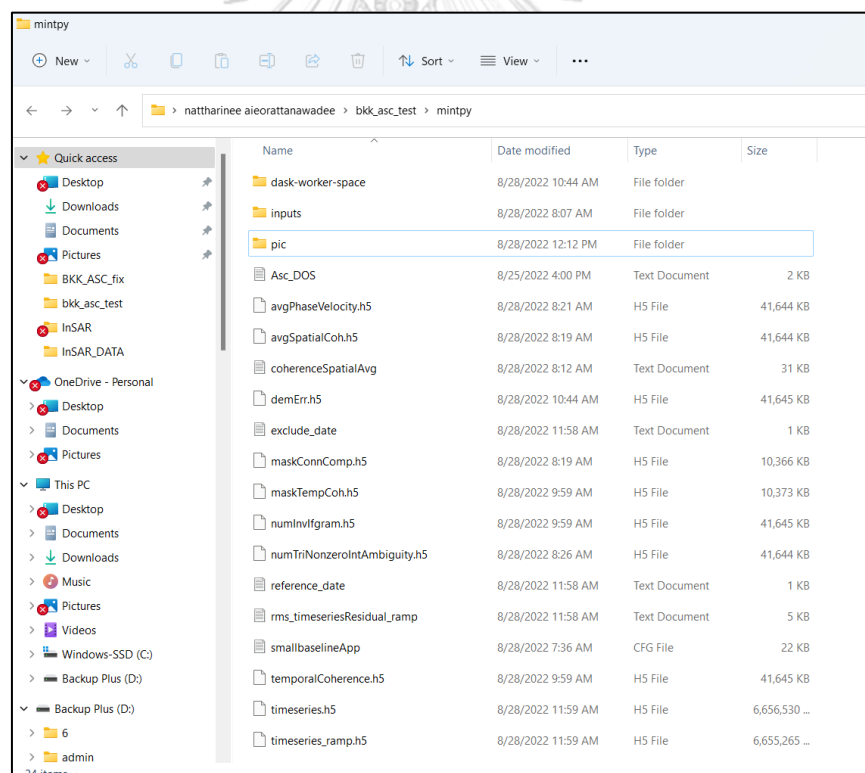 mintpy
New
Sort
View
nattharinee aieorattanawadee > bkk_asc_test > mintpy
Quick access
Desktop
Downloads
Documents
Pictures
BKK_ASC_fix
bkk_asc_test
InSAR
InSAR_DATA
OneDrive - Personal
Desktop
Documents
Pictures
This PC
Desktop
Documents
Downloads
Music
Pictures
Videos
Windows-SSD (C:)
Backup Plus (D:)
Backup Plus (D:)
6
admin
Name Date modified Type Size
dask-worker-space 8/28/2022 10:44 AM File folder
inputs 8/28/2022 8:07 AM File folder
pic 8/28/2022 12:12 PM File folder
Asc_DOS 8/25/2022 4:00 PM Text Document 2 KB
avgPhaseVelocity.h5 8/28/2022 8:21 AM H5 File 41,644 KB
avgSpatialCoh.h5 8/28/2022 8:19 AM H5 File 41,644 KB
coherenceSpatialAvg 8/28/2022 8:12 AM Text Document 31 KB
demErr.h5 8/28/2022 10:44 AM H5 File 41,645 KB
exclude_date 8/28/2022 11:58 AM Text Document 1 KB
maskConnComp.h5 8/28/2022 8:19 AM H5 File 10,366 KB
maskTempCoh.h5 8/28/2022 9:59 AM H5 File 10,373 KB
numInvIfgram.h5 8/28/2022 9:59 AM H5 File 41,645 KB
numTriNonzeroIntAmbiguity.h5 8/28/2022 8:26 AM H5 File 41,644 KB
reference_date 8/28/2022 11:58 AM Text Document 1 KB
rms_timeseriesResidual_ramp 8/28/2022 11:58 AM Text Document 5 KB
smallbaselineApp 8/28/2022 7:36 AM CFG File 22 KB
temporalCoherence.h5 8/28/2022 9:59 AM H5 File 41,645 KB
timeseries.h5 8/28/2022 11:59 AM H5 File 6,656,530 ...
timeseries_ramp.h5 8/28/2022 11:59 AM H5 File 6,655,265 ...